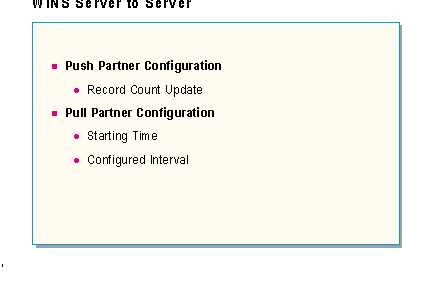 WINS Server to Server
Push Partner Configuration
Record Count Update
Pull Partner Configuration
Starting Time
Configured Interval